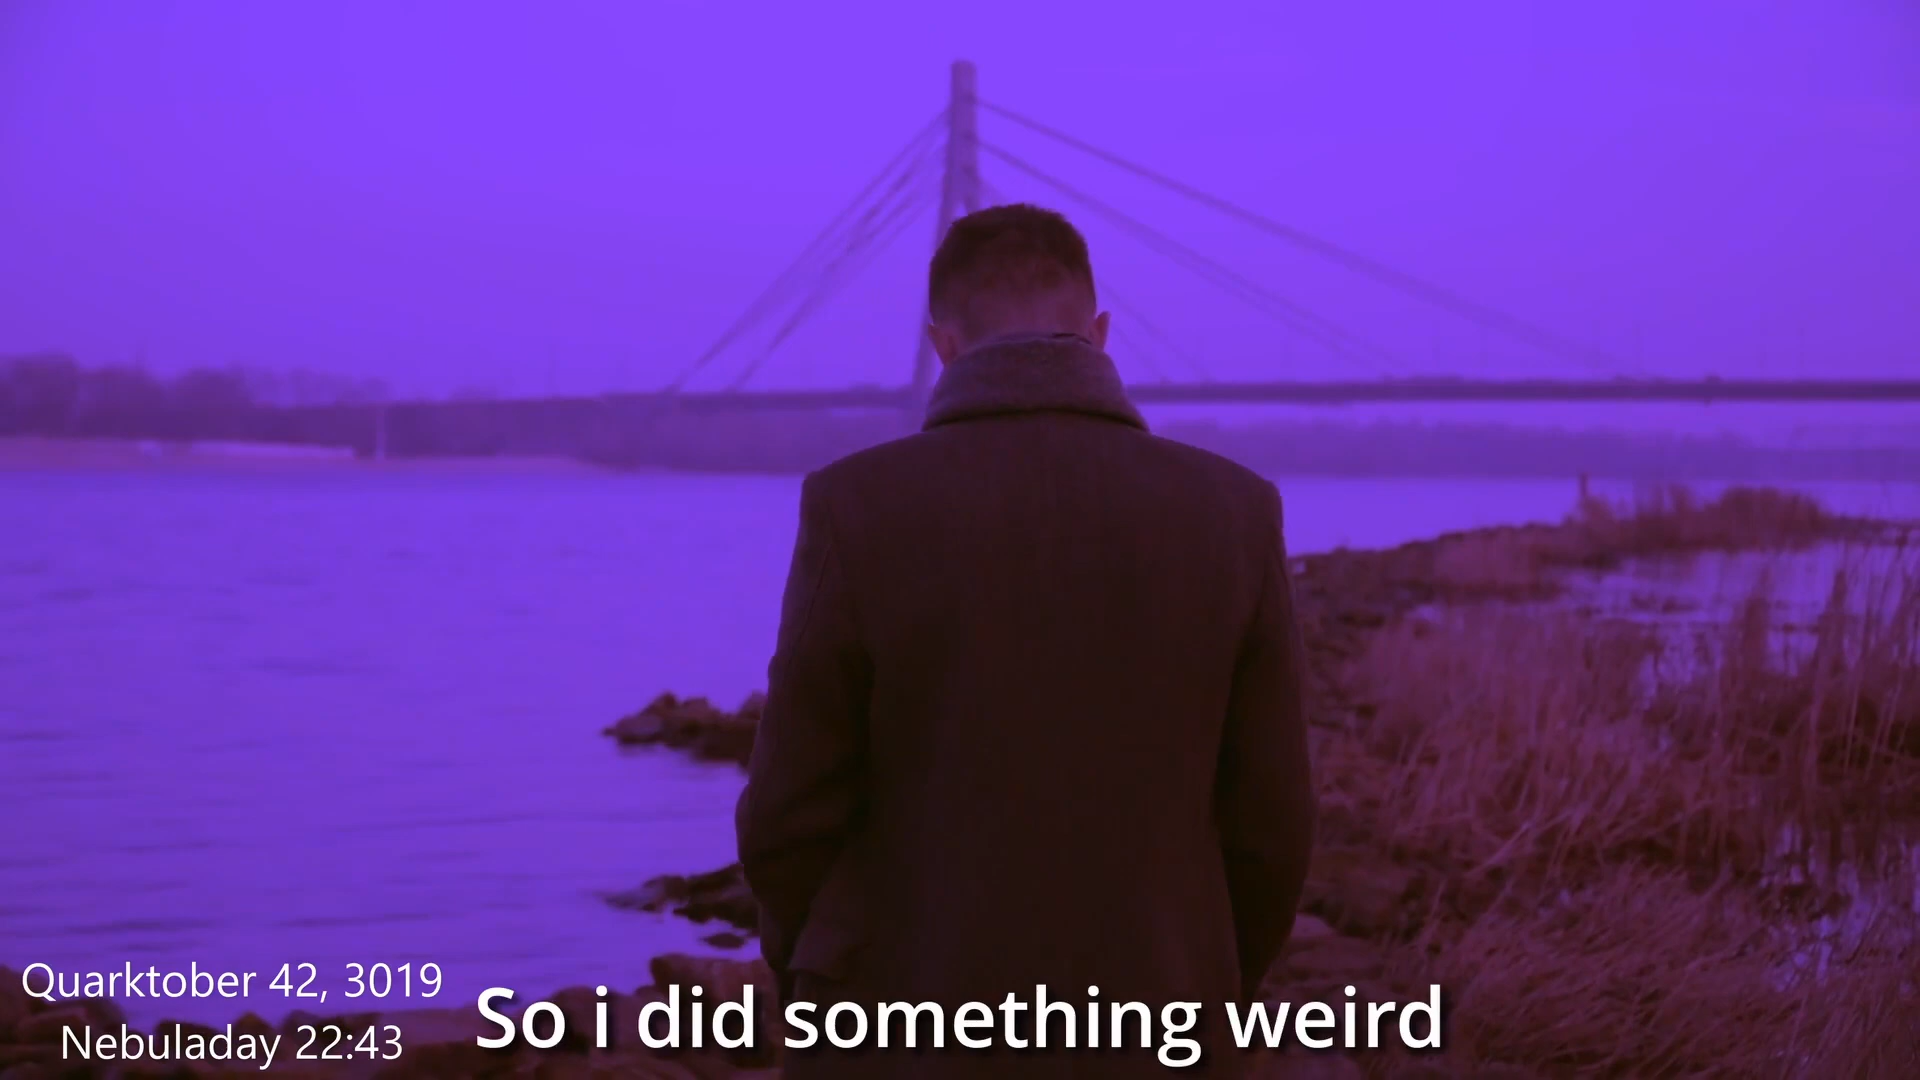 Quarktober 42, 3019
Nebuladay 22:43
So i did something weird